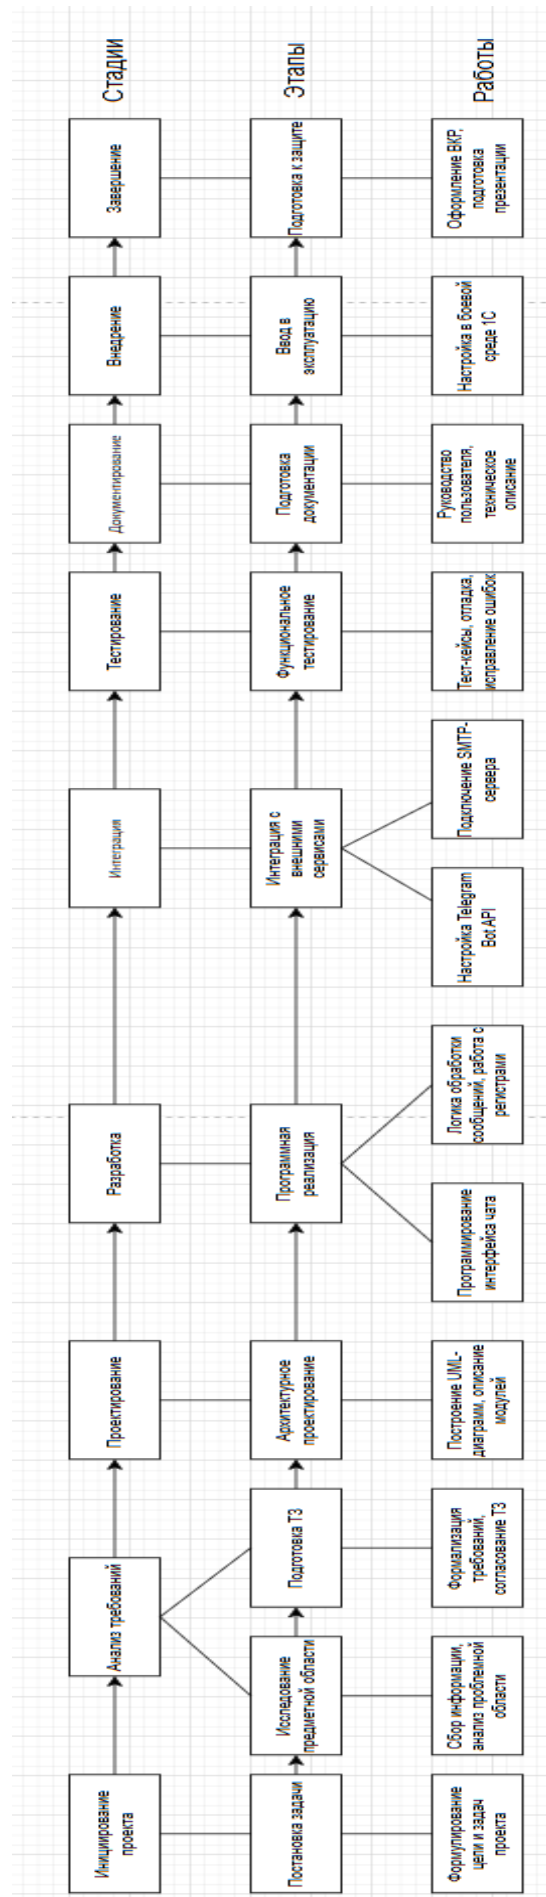 Инициирование
проекта
Анализ требований
Проектирование
Разработка
Интеграция
Тестирование
Документирование
Внедрение
Завершение
Стадии
Постановка задачи
Исследование
предметной области
Подготовка ТЗ
Архитектурное
проектирование
Программная
реализация
Интеграция с
внешними
сервисами
Функциональное
тестирование
Подготовка
документации
Ввод в
эксплуатацию
Подготовка к защите
Этапы
Формулирование
цели и задач
проекта
Сбор информации,
анализ проблемной
области
Формализация
требований,
согласование ТЗ
Построение UML-
диаграмм, описание
модулей
Программирование
интерфейса чата
Логика обработки
сообщений, работа с
регистрами
Настройка Telegram
Bot API
Подключение SMTP-
сервера
Тест-кейсы, отладка,
исправление ошибок
Руководство
пользователя,
техническое
описание
Настройка в боевой
среде 1С
Оформление ВКР,
подготовка
презентации
Работы